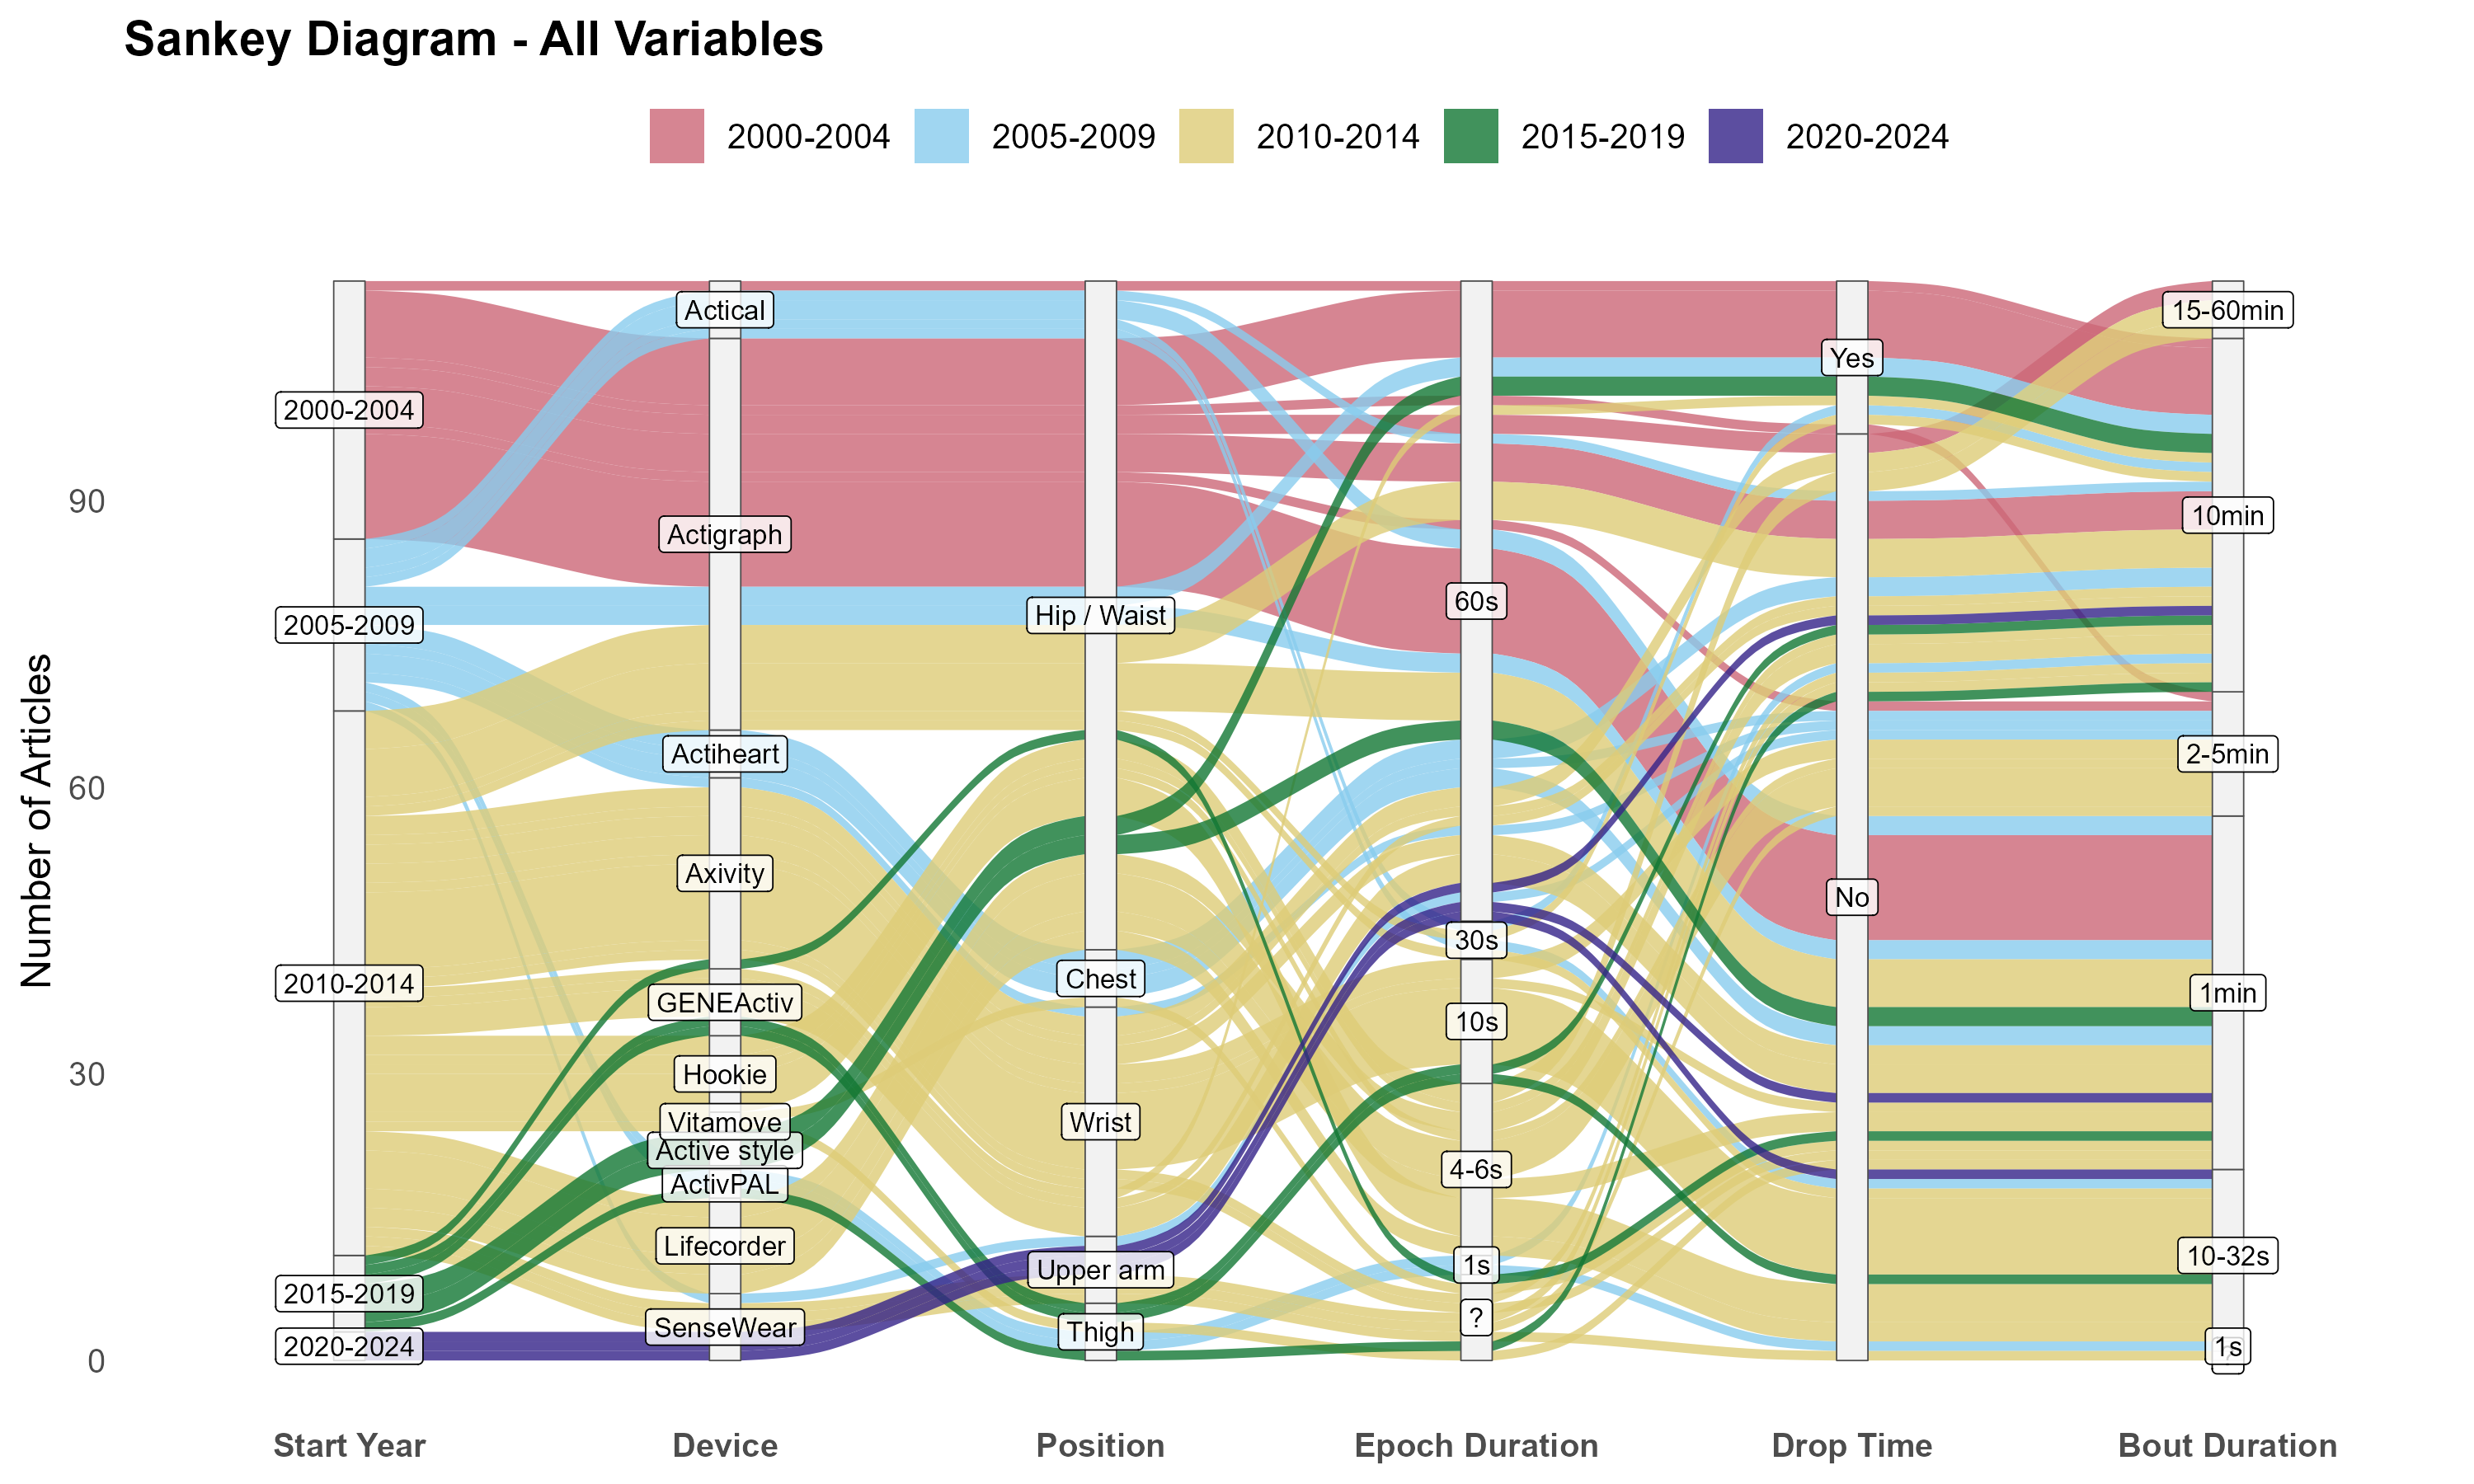 Sankey Diagram - All Variables
2000-2004 2005-2009 2010-2014 2015-2019 2020-2024
Number of Articles
90
60
30
0
2000-2004
2005-2009
2010-2014
2015-2019
2020-2024
Actical
Actigraph
Actiheart
Axivity
GENEActiv
Hookie
Vitamove
Active style
ActivPAL
Lifecorder
SenseWear
Hip / Waist
Chest
Wrist
Upper arm
Thigh
60s
30s
10s
4-6s
1s
?
Yes
No
15-60min
10min
2-5min
1min
10-32s
1s
Start Year Device Position Epoch Duration Drop Time Bout Duration